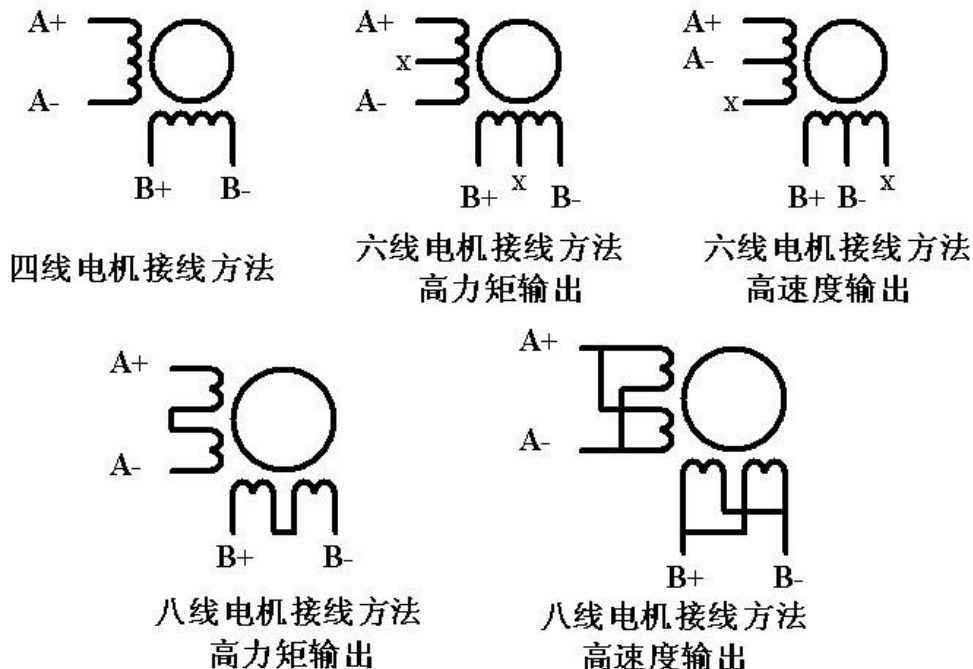 A+
A-
B+ B-
四线电机接线方法
A+
x
A-
B+ x B-
六线电机接线方法
高力矩输出
A+
A-
x
B+ B- x
六线电机接线方法
高速度输出
A+
A-
B+ B-
八线电机接线方法
高力矩输出
A+
A-
B+ B-
八线电机接线方法
高速度输出